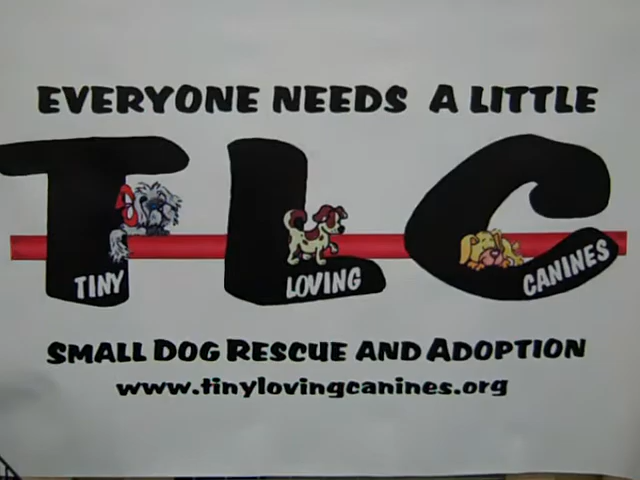 EVERYONE NEEDS A LITTLE
TLC
TINY LOVING CANINES
SMALL DOG RESCUE AND ADOPTION
www.tinylovingcanines.org